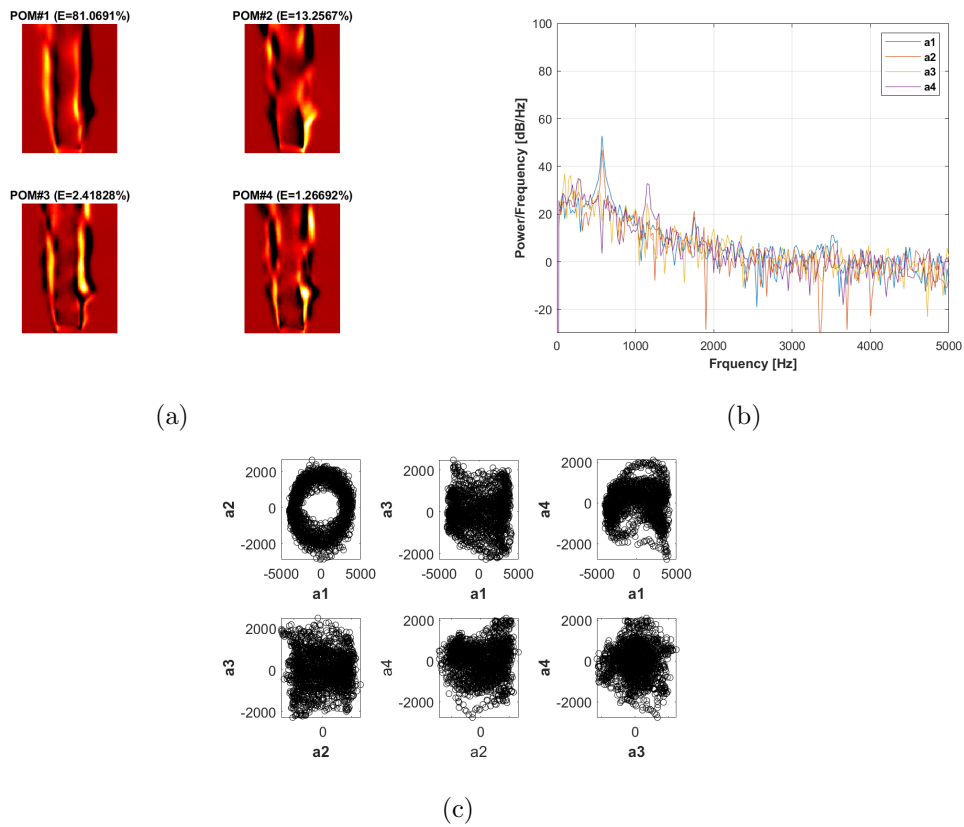 POM#1 (E=81.0691%)
POM#2 (E=13.2567%)
POM#3 (E=2.41828%)
POM#4 (E=1.26692%)
(a)
100
80
60
40
20
0
-20
0 1000 2000 3000 4000 5000
Power/Frequency [dB/Hz]
Frquency [Hz]
a1
a2
a3
a4
(b)
a2
2000
0
-2000
-5000 0 5000
a1
a3
2000
0
-2000
-5000 0 5000
a1
a4
2000
0
-2000
-5000 0 5000
a1
a3
2000
0
-2000
0
a2
a4
2000
0
-2000
0
a2
a4
2000
0
-2000
0
a3
(c)